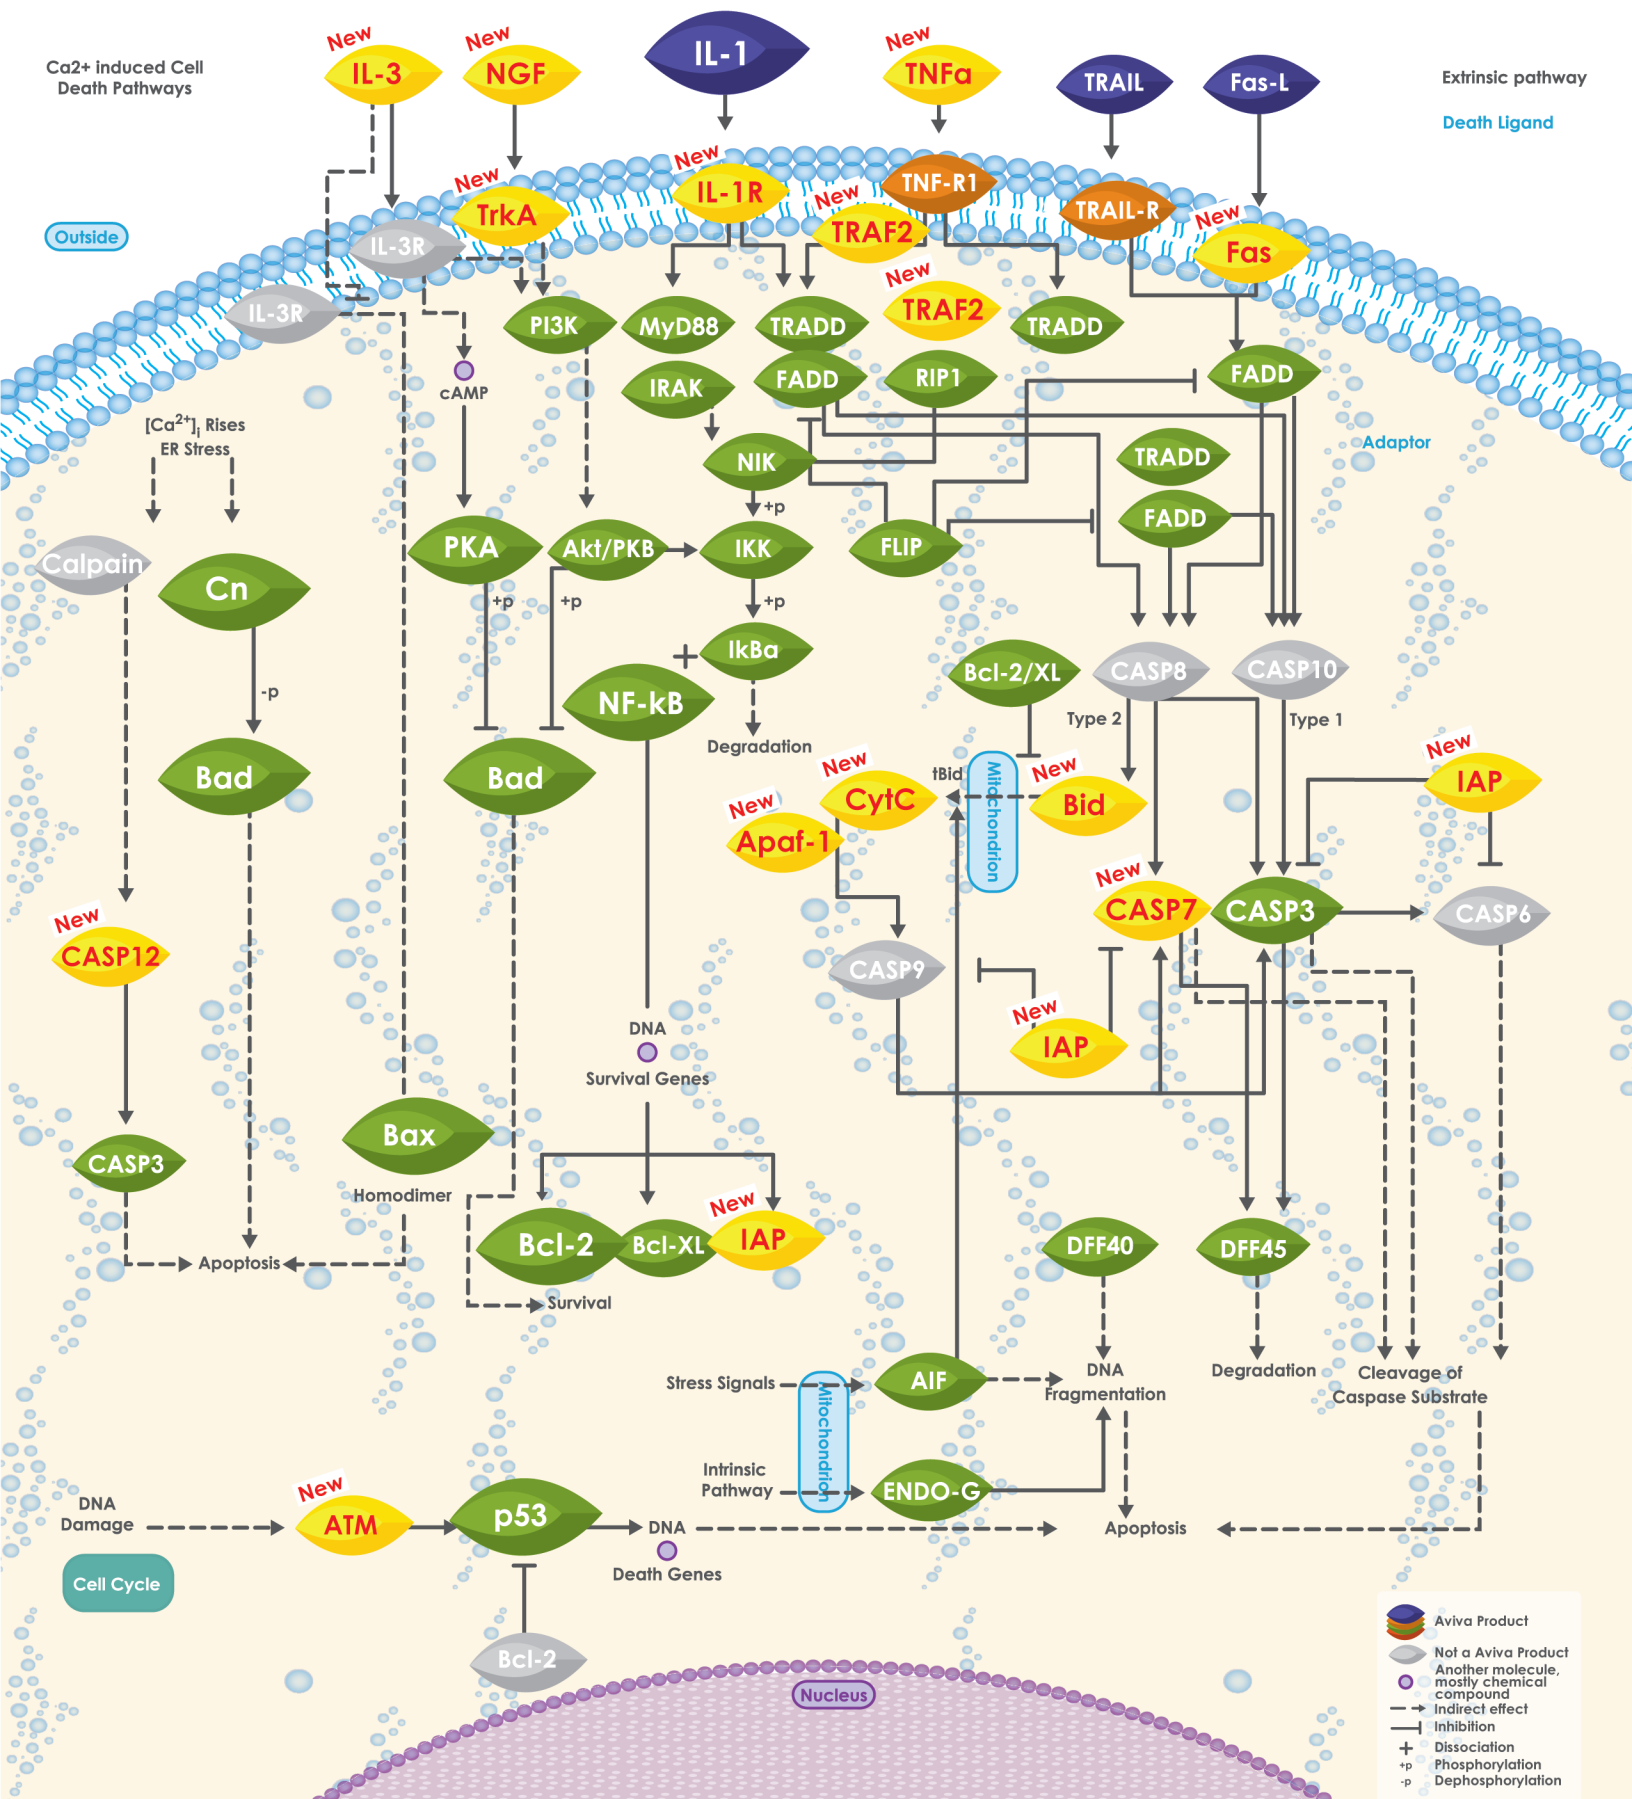 Ca2+ induced Cell
Death Pathways
New
IL-3
New
NGF
IL-1
New
TNFa
TRAIL
Fas-L
Extrinsic pathway
Death Ligand
Outside
IL-3R
New
TrkA
New
IL-1R
New
TRAF2
TNF-R1
TRAIL-R
New
Fas
IL-3R
PI3K
MyD88
TRADD
New
TRAF2
TRADD
cAMP
IRAK
FADD
RIP1
FADD
Adaptor
[Ca2+]i Rises
ER Stress
NIK
+p
TRADD
FADD
Calpain
Cn
PKA
Akt/PKB
IKK
FLIP
+p
+p
+p
-p
IkBa
NF-kB
Degradation
Bcl-2/XL
CASP8
CASP10
Type 2
Type 1
Bad
Bad
New
CytC
New
Apaf-1
tBid
Mitochondrion
New
Bid
New
IAP
New
CASP12
CASP9
New
CASP7
CASP3
CASP6
New
IAP
DNA
Survival Genes
CASP3
Bax
Homodimer
Apoptosis
Bcl-2
Bcl-XL
New
IAP
Survival
DFF40
DFF45
Stress Signals
Mitochondrion
AIF
DNA
Fragmentation
Degradation
Cleavage of
Caspase Substrate
Intrinsic
Pathway
ENDO-G
DNA
Damage
New
ATM
p53
DNA
Death Genes
Apoptosis
Cell Cycle
Bcl-2
Nucleus
Aviva Product
Not a Aviva Product
Another molecule,
mostly chemical
compound
Indirect effect
Inhibition
Dissociation
+p Phosphorylation
-p Dephosphorylation